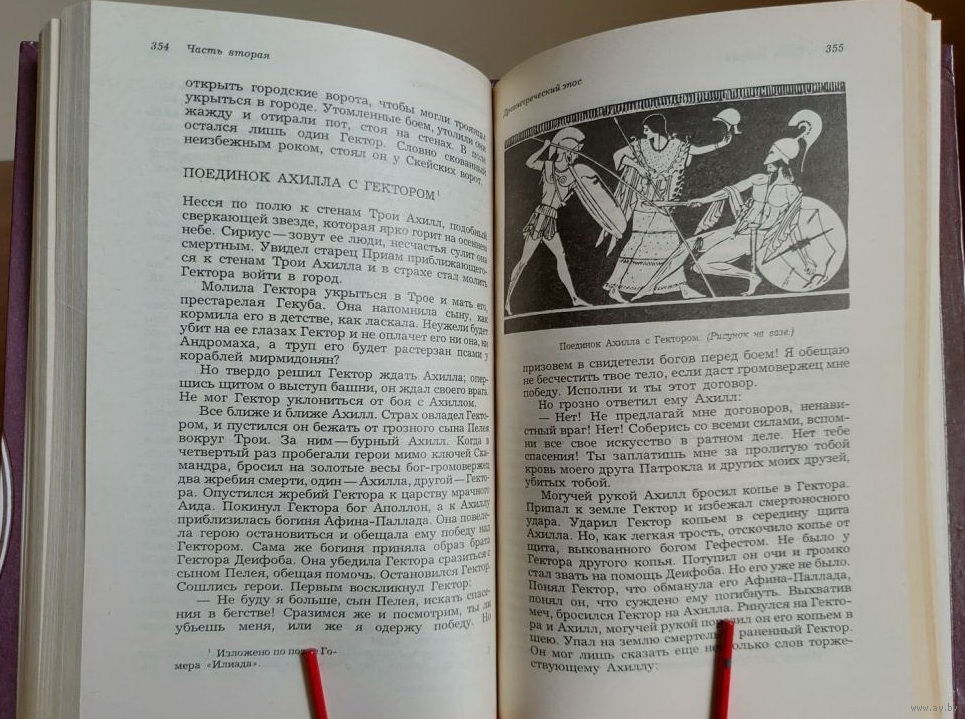 354 Часть вторая
открыть городские ворота, чтобы могли троянцы
укрыться в городе. Утомленные боем, утолили они
жажду и отирали пот, стоя на стенах. В поле
остался лишь один Гектор. Словно скованный
неизбежным роком, стоял он у Скейских ворот.
ПОЕДИНОК АХИЛЛА С ГЕКТОРОМ¹
Несся по полю к стенам Трои Ахилл, подобный
сверкающей звезде, которая ярко горит на осеннем
небе. Сириус — зовут ее люди, несчастья сулит она
смертным. Увидел старец Приам приближающего-
ся к стенам Трои Ахилла и в страхе стал молить
Гектора войти в город.
Молила Гектора укрыться в Трое и мать его,
престарелая Гекуба. Она напомнила сыну, как
кормила его в детстве, как ласкала. Неужели будет
убит на ее глазах Гектор и не оплачет его ни она, ни
Андромаха, а труп его будет растерзан псами у
кораблей мирмидонян?
Но твердо решил Гектор ждать Ахилла; опер-
шись щитом о выступ башни, он ждал своего врага.
Не мог Гектор уклониться от боя с Ахиллом.
Все ближе и ближе Ахилл. Страх овладел Гекто-
ром, и пустился он бежать от грозного сына Пелея
вокруг Трои. За ним — бурный Ахилл. Когда в
четвертый раз пробегали герои мимо ключей Ска-
мандра, бросил на золотые весы бог-громовержец
два жребия смерти, один — Ахилла, другой — Гекто-
ра. Опустился жребий Гектора к царству мрачного
Аида. Покинул Гектора бог Аполлон, а к Ахиллу
приблизилась богиня Афина-Паллада. Она повеле-
ла герою остановиться и обещала ему победу над
Гектором. Сама же богиня приняла образ брата
Гектора Деифоба. Она убедила Гектора сразиться с
сыном Пелея, обещая помочь. Остановился Гектор.
Сошлись герои. Первым воскликнул Гектор:
— Не буду я больше, сын Пелея, искать спасе-
ния в бегстве! Сразимся же и посмотрим, ты ли
убьешь меня, или же я одержу победу. Но
¹ Изложено по Го-
мера «Илиада».
355
Древнегреческий эпос
Поединок Ахилла с Гектором. (Рисунок на вазе.)
призовем в свидетели богов перед боем! Я обещаю
не бесчестить твое тело, если даст громовержец мне
победу. Исполни и ты этот договор.
Но грозно ответил ему Ахилл:
— Нет! Не предлагай мне договоров, ненави-
стный враг! Нет! Соберись со всеми силами, вспом-
ни все свое искусство в ратном деле. Нет тебе
спасения! Ты заплатишь мне за пролитую тобой
кровь моего друга Патрокла и других моих друзей,
убитых тобой.
Могучей рукой Ахилл бросил копье в Гектора.
Припал к земле Гектор и избежал смертоносного
удара. Ударил Гектор копьем в середину щита
Ахилла. Но, как легкая трость, отскочило копье от
щита, выкованного богом Гефестом. Не было у
Гектора другого копья. Потупил он очи и громко
стал звать на помощь Деифоба. Но его уже не было.
Понял Гектор, что обманула его Афина-Паллада,
понял он, что суждено ему погибнуть. Выхватив
меч, бросился Гектор на Ахилла. Ринулся на Гекто-
ра и Ахилл, могучей рукой он его копьем в
шею. Упал на землю раненный Гектор.
Он мог лишь сказать еще слов торже-
ствующему Ахиллу:
www.ay.by